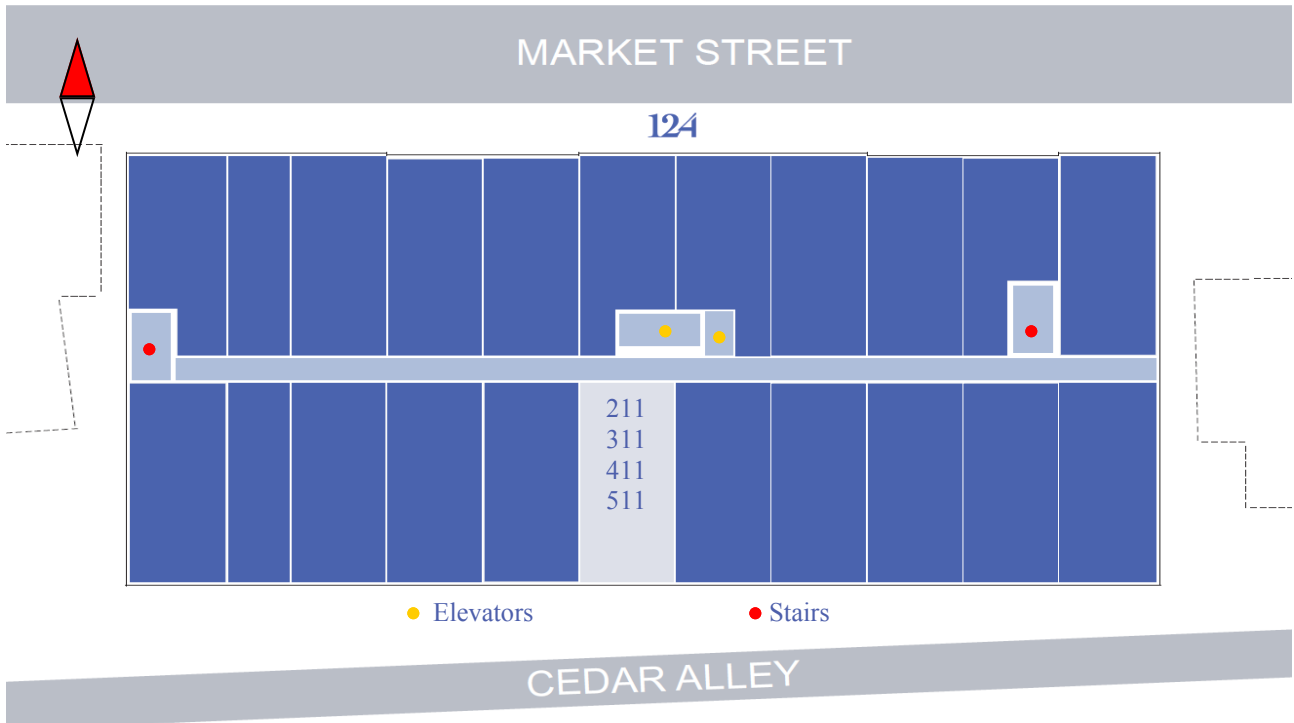 MARKET STREET
124
211
311
411
511
Elevators
Stairs
CEDAR ALLEY